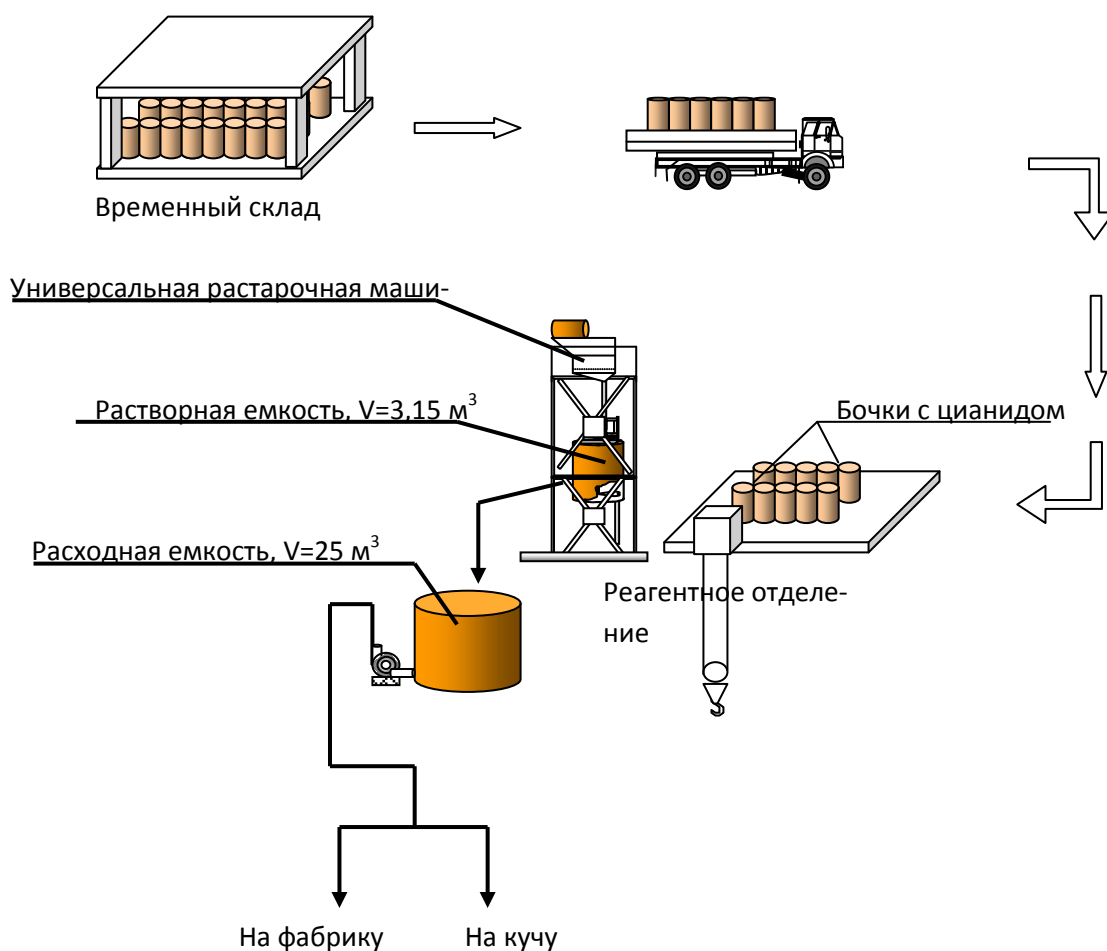 Временный склад
Универсальная растарочная маши-
Растворная емкость, V=3,15 м³
Бочки с цианидом
Расходная емкость, V=25 м³
Реагентное отделе-
ние
На фабрику
На кучу